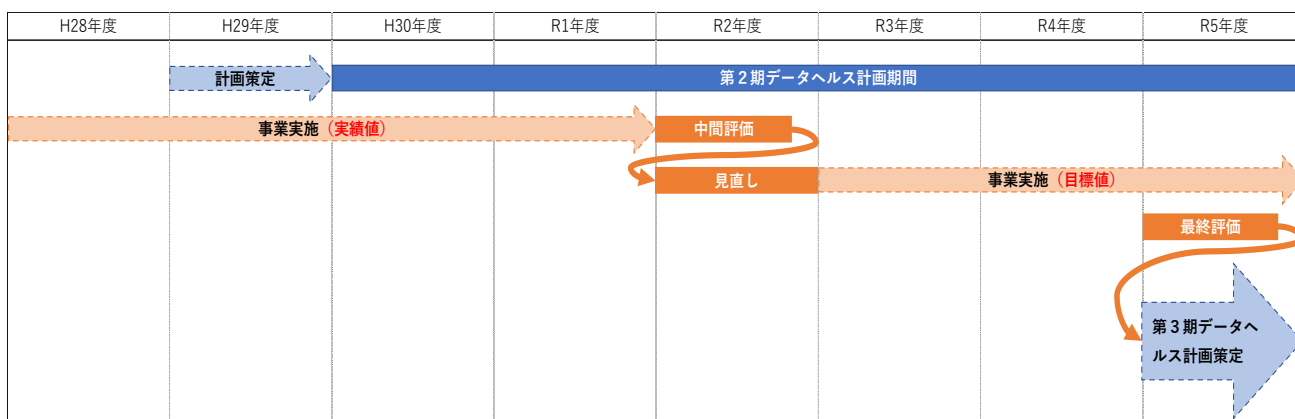 H28年度
H29年度
H30年度
R1年度
R2年度
R3年度
R4年度
R5年度
計画策定
第２期データヘルス計画期間
事業実施（実績値）
中間評価
見直し
事業実施（目標値）
最終評価
第３期データヘ
ルス計画策定